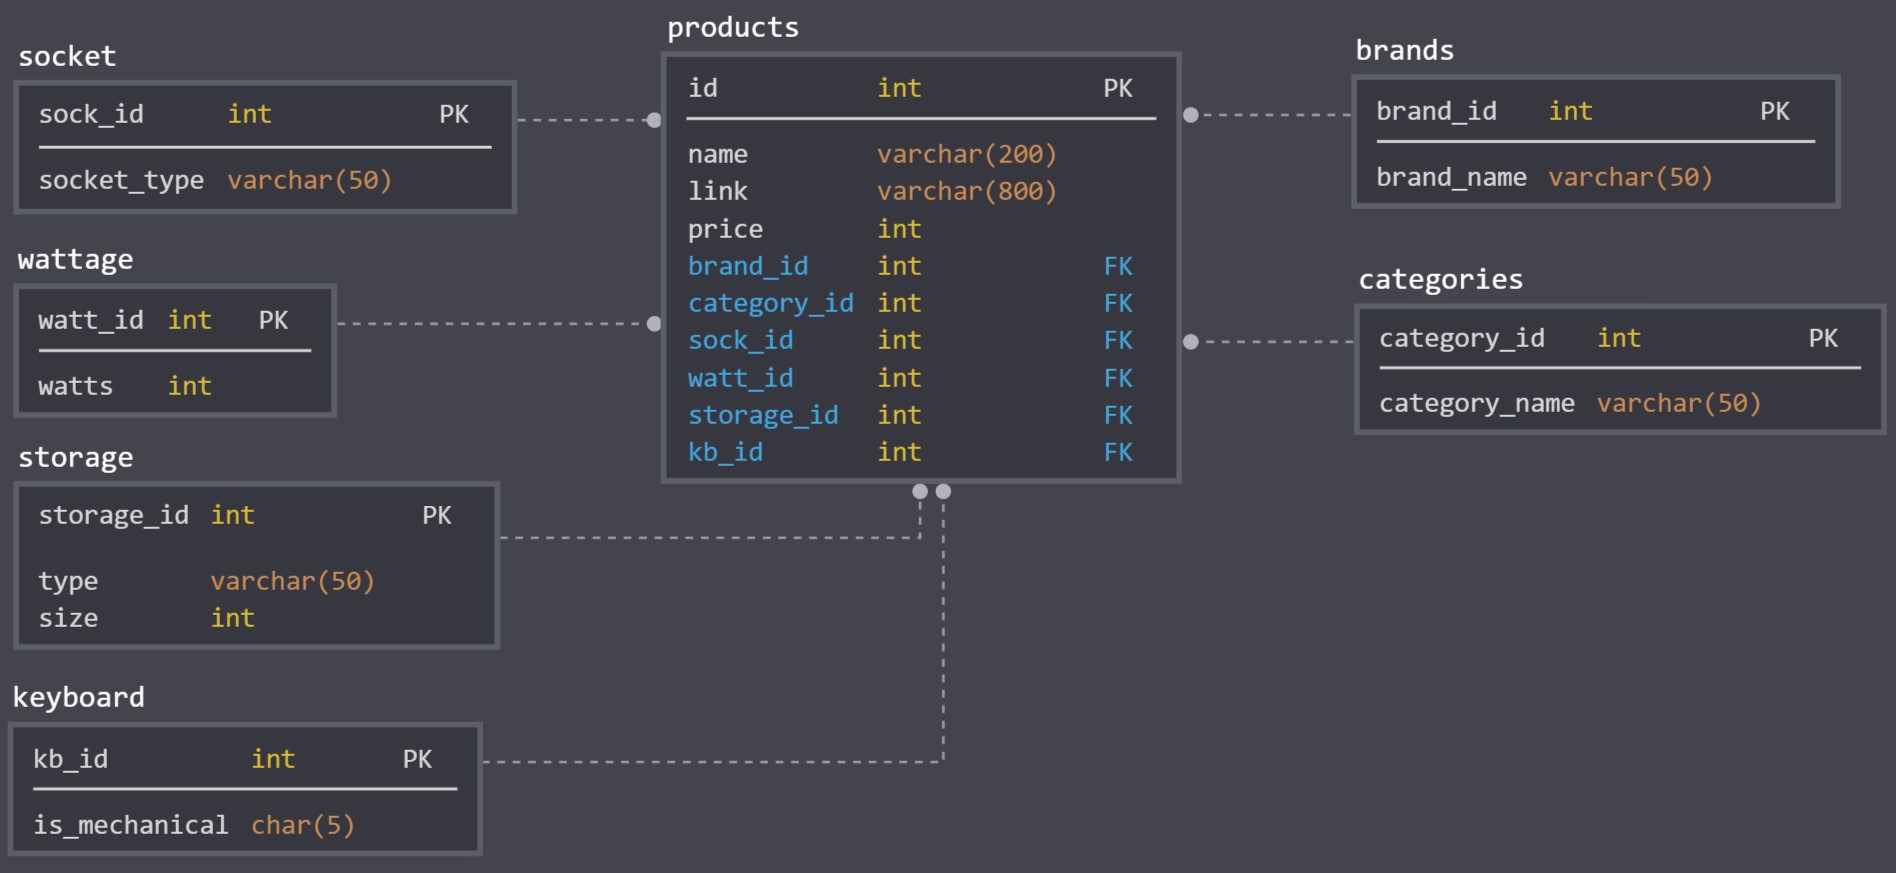 socket
sock_id int PK
socket_type varchar(50)
wattage
watt_id int PK
watts int
storage
storage_id int PK
type varchar(50)
size int
keyboard
kb_id int PK
is_mechanical char(5)
products
id int PK
name varchar(200)
link varchar(800)
price int
brand_id int FK
category_id int FK
sock_id int FK
watt_id int FK
storage_id int FK
kb_id int FK
brands
brand_id int PK
brand_name varchar(50)
categories
category_id int PK
category_name varchar(50)